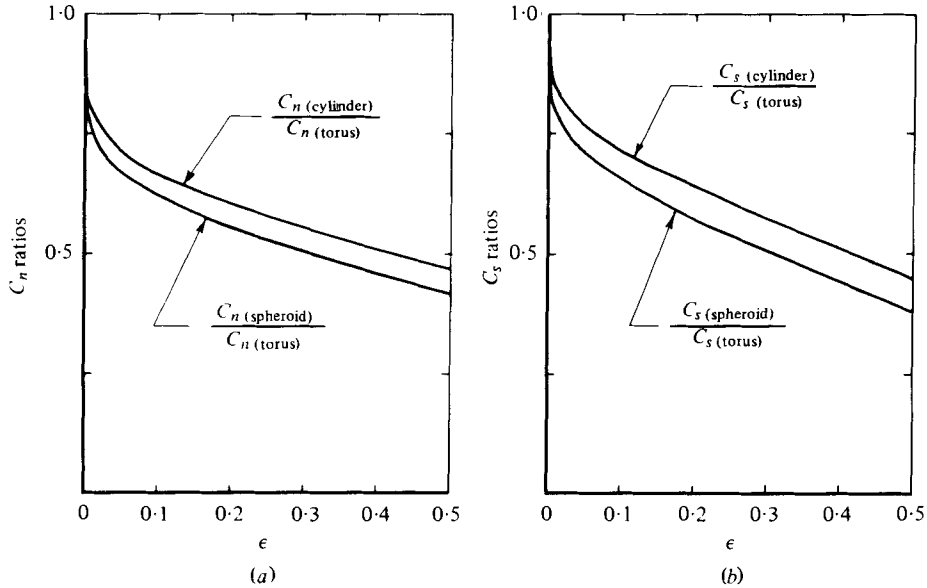 1·0
0·5
C_n ratios
C_n (cylinder)
C_n (torus)
C_n (spheroid)
C_n (torus)
0 0·1 0·2 0·3 0·4 0·5
ϵ
(a)
1·0
0·5
C_s ratios
C_s (cylinder)
C_s (torus)
C_s (spheroid)
C_s (torus)
0 0·1 0·2 0·3 0·4 0·5
ϵ
(b)